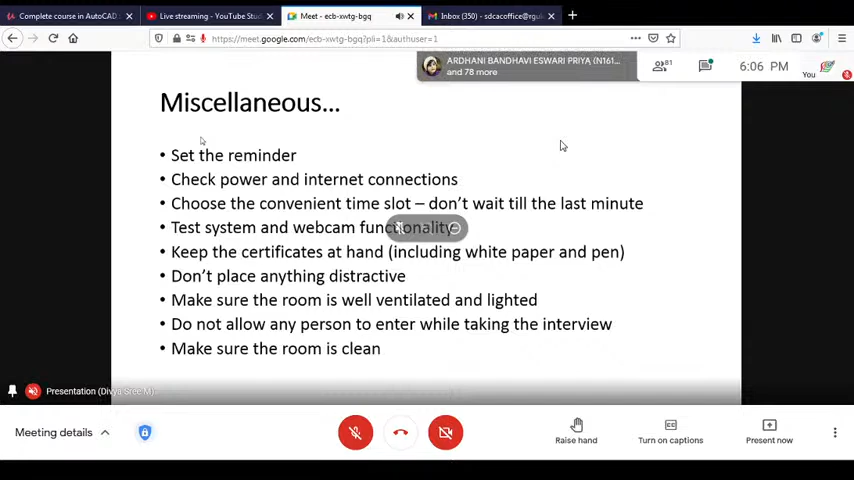 Complete course in AutoCAD
Live streaming - YouTube Stud
Meet - ecb-xwtg-bgq
Inbox (350) - sdcacoffice@rgu
https://meet.google.com/ecb-xwtg-bgq?pli=1&authuser=1
ARDHANI BANDHAVI ESWARI PRIYA (N161...
and 78 more
81
6:06 PM
You
Miscellaneous...
• Set the reminder
• Check power and internet connections
• Choose the convenient time slot – don't wait till the last minute
• Test system and webcam functionality
• Keep the certificates at hand (including white paper and pen)
• Don't place anything distractive
• Make sure the room is well ventilated and lighted
• Do not allow any person to enter while taking the interview
• Make sure the room is clean
Presentation (Divya Sree M)
Meeting details
Raise hand
Turn on captions
Present now